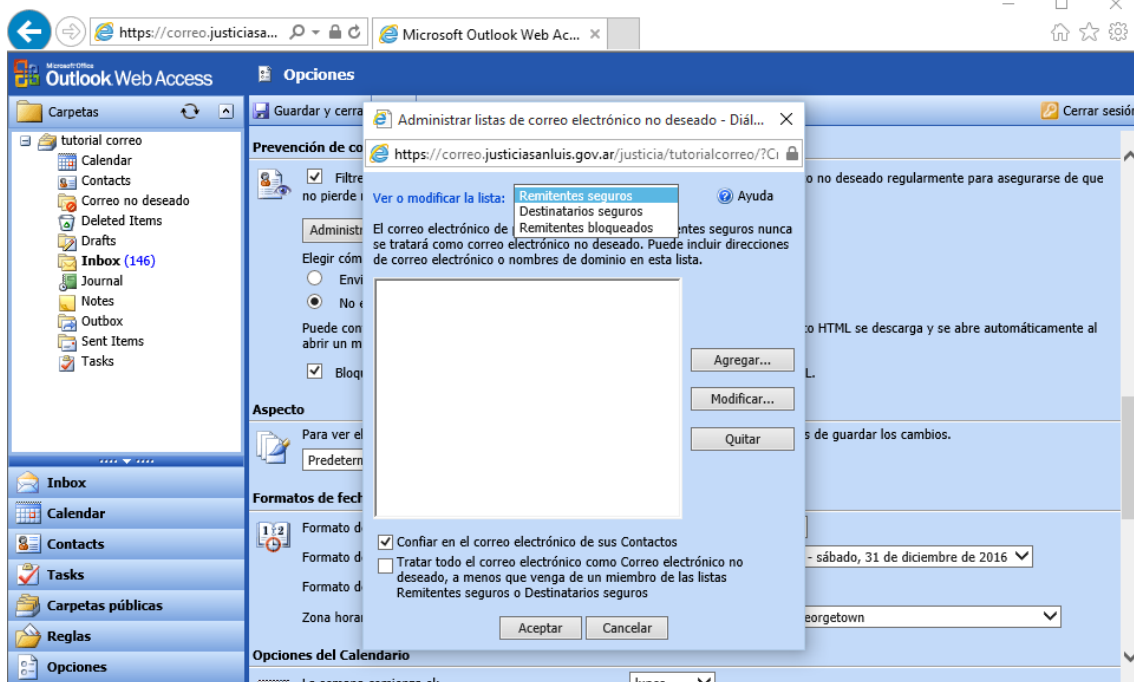 https://correo.justiciasa...
Microsoft Outlook Web Ac...
Microsoft Office
Outlook Web Access
Opciones
Carpetas
Guardar y cerra
Cerrar sesión
tutorial correo
Calendar
Contacts
Correo no deseado
Deleted Items
Drafts
Inbox (146)
Journal
Notes
Outbox
Sent Items
Tasks
Inbox
Calendar
Contacts
Tasks
Carpetas públicas
Reglas
Opciones
Prevención de co
Filtre
o no deseado regularmente para asegurarse de que
no pierde
Administ
Elegir cóm
Envi
No e
Puede con
to HTML se descarga y se abre automáticamente al
abrir un m
Bloqu
L.
Aspecto
Para ver el
s de guardar los cambios.
Predetern
Formatos de fech
Formato d
Formato d
- sábado, 31 de diciembre de 2016
Formato d
Zona hora
eorgetown
Opciones del Calendario
lunes
Administrar listas de correo electrónico no deseado - Diál...
https://correo.justiciasanluis.gov.ar/justicia/tutorialcorreo/?C
Ver o modificar la lista:
Remitentes seguros
Destinatarios seguros
Remitentes bloqueados
Ayuda
El correo electrónico de
entes seguros nunca
se tratará como correo electrónico no deseado. Puede incluir direcciones
de correo electrónico o nombres de dominio en esta lista.
Agregar...
Modificar...
Quitar
Confiar en el correo electrónico de sus Contactos
Tratar todo el correo electrónico como Correo electrónico no
deseado, a menos que venga de un miembro de las listas
Remitentes seguros o Destinatarios seguros
Aceptar
Cancelar